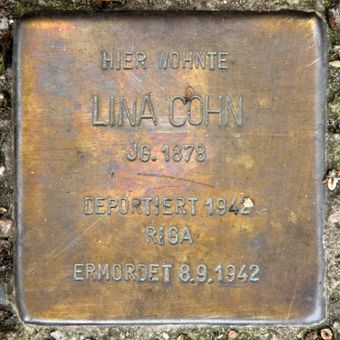 HIER WOHNTE
LINA COHN
JG. 1878
DEPORTIERT 1942
RIGA
ERMORDET 8.9.1942